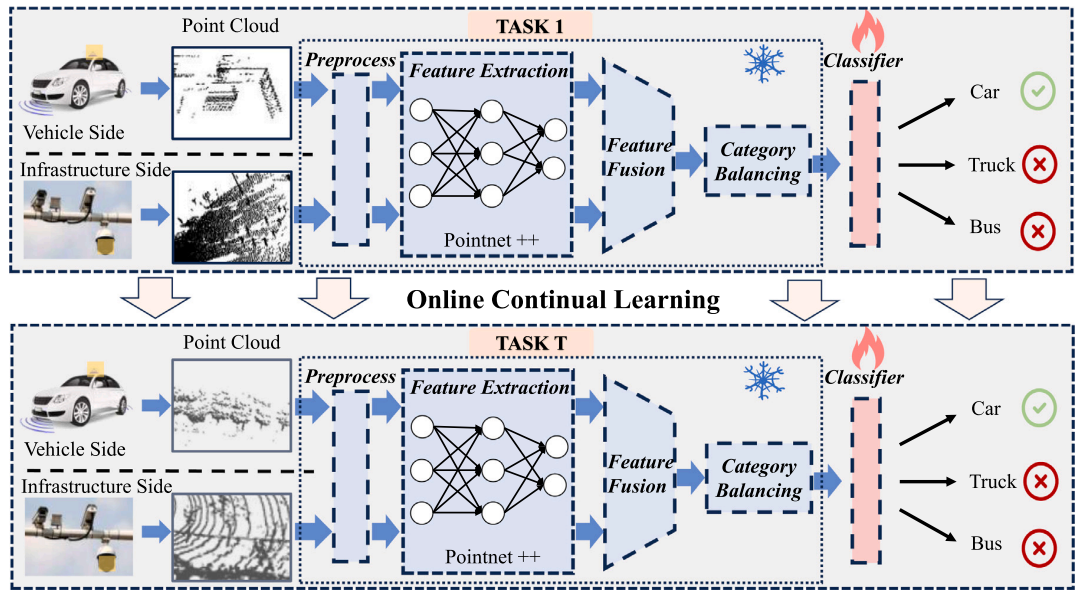 TASK 1
Point Cloud
Preprocess
Feature Extraction
Classifier
Vehicle Side
Infrastructure Side
Feature
Fusion
Category
Balancing
Pointnet ++
Car
Truck
Bus
Online Continual Learning
TASK T
Point Cloud
Preprocess
Feature Extraction
Classifier
Vehicle Side
Infrastructure Side
Feature
Fusion
Category
Balancing
Pointnet ++
Car
Truck
Bus